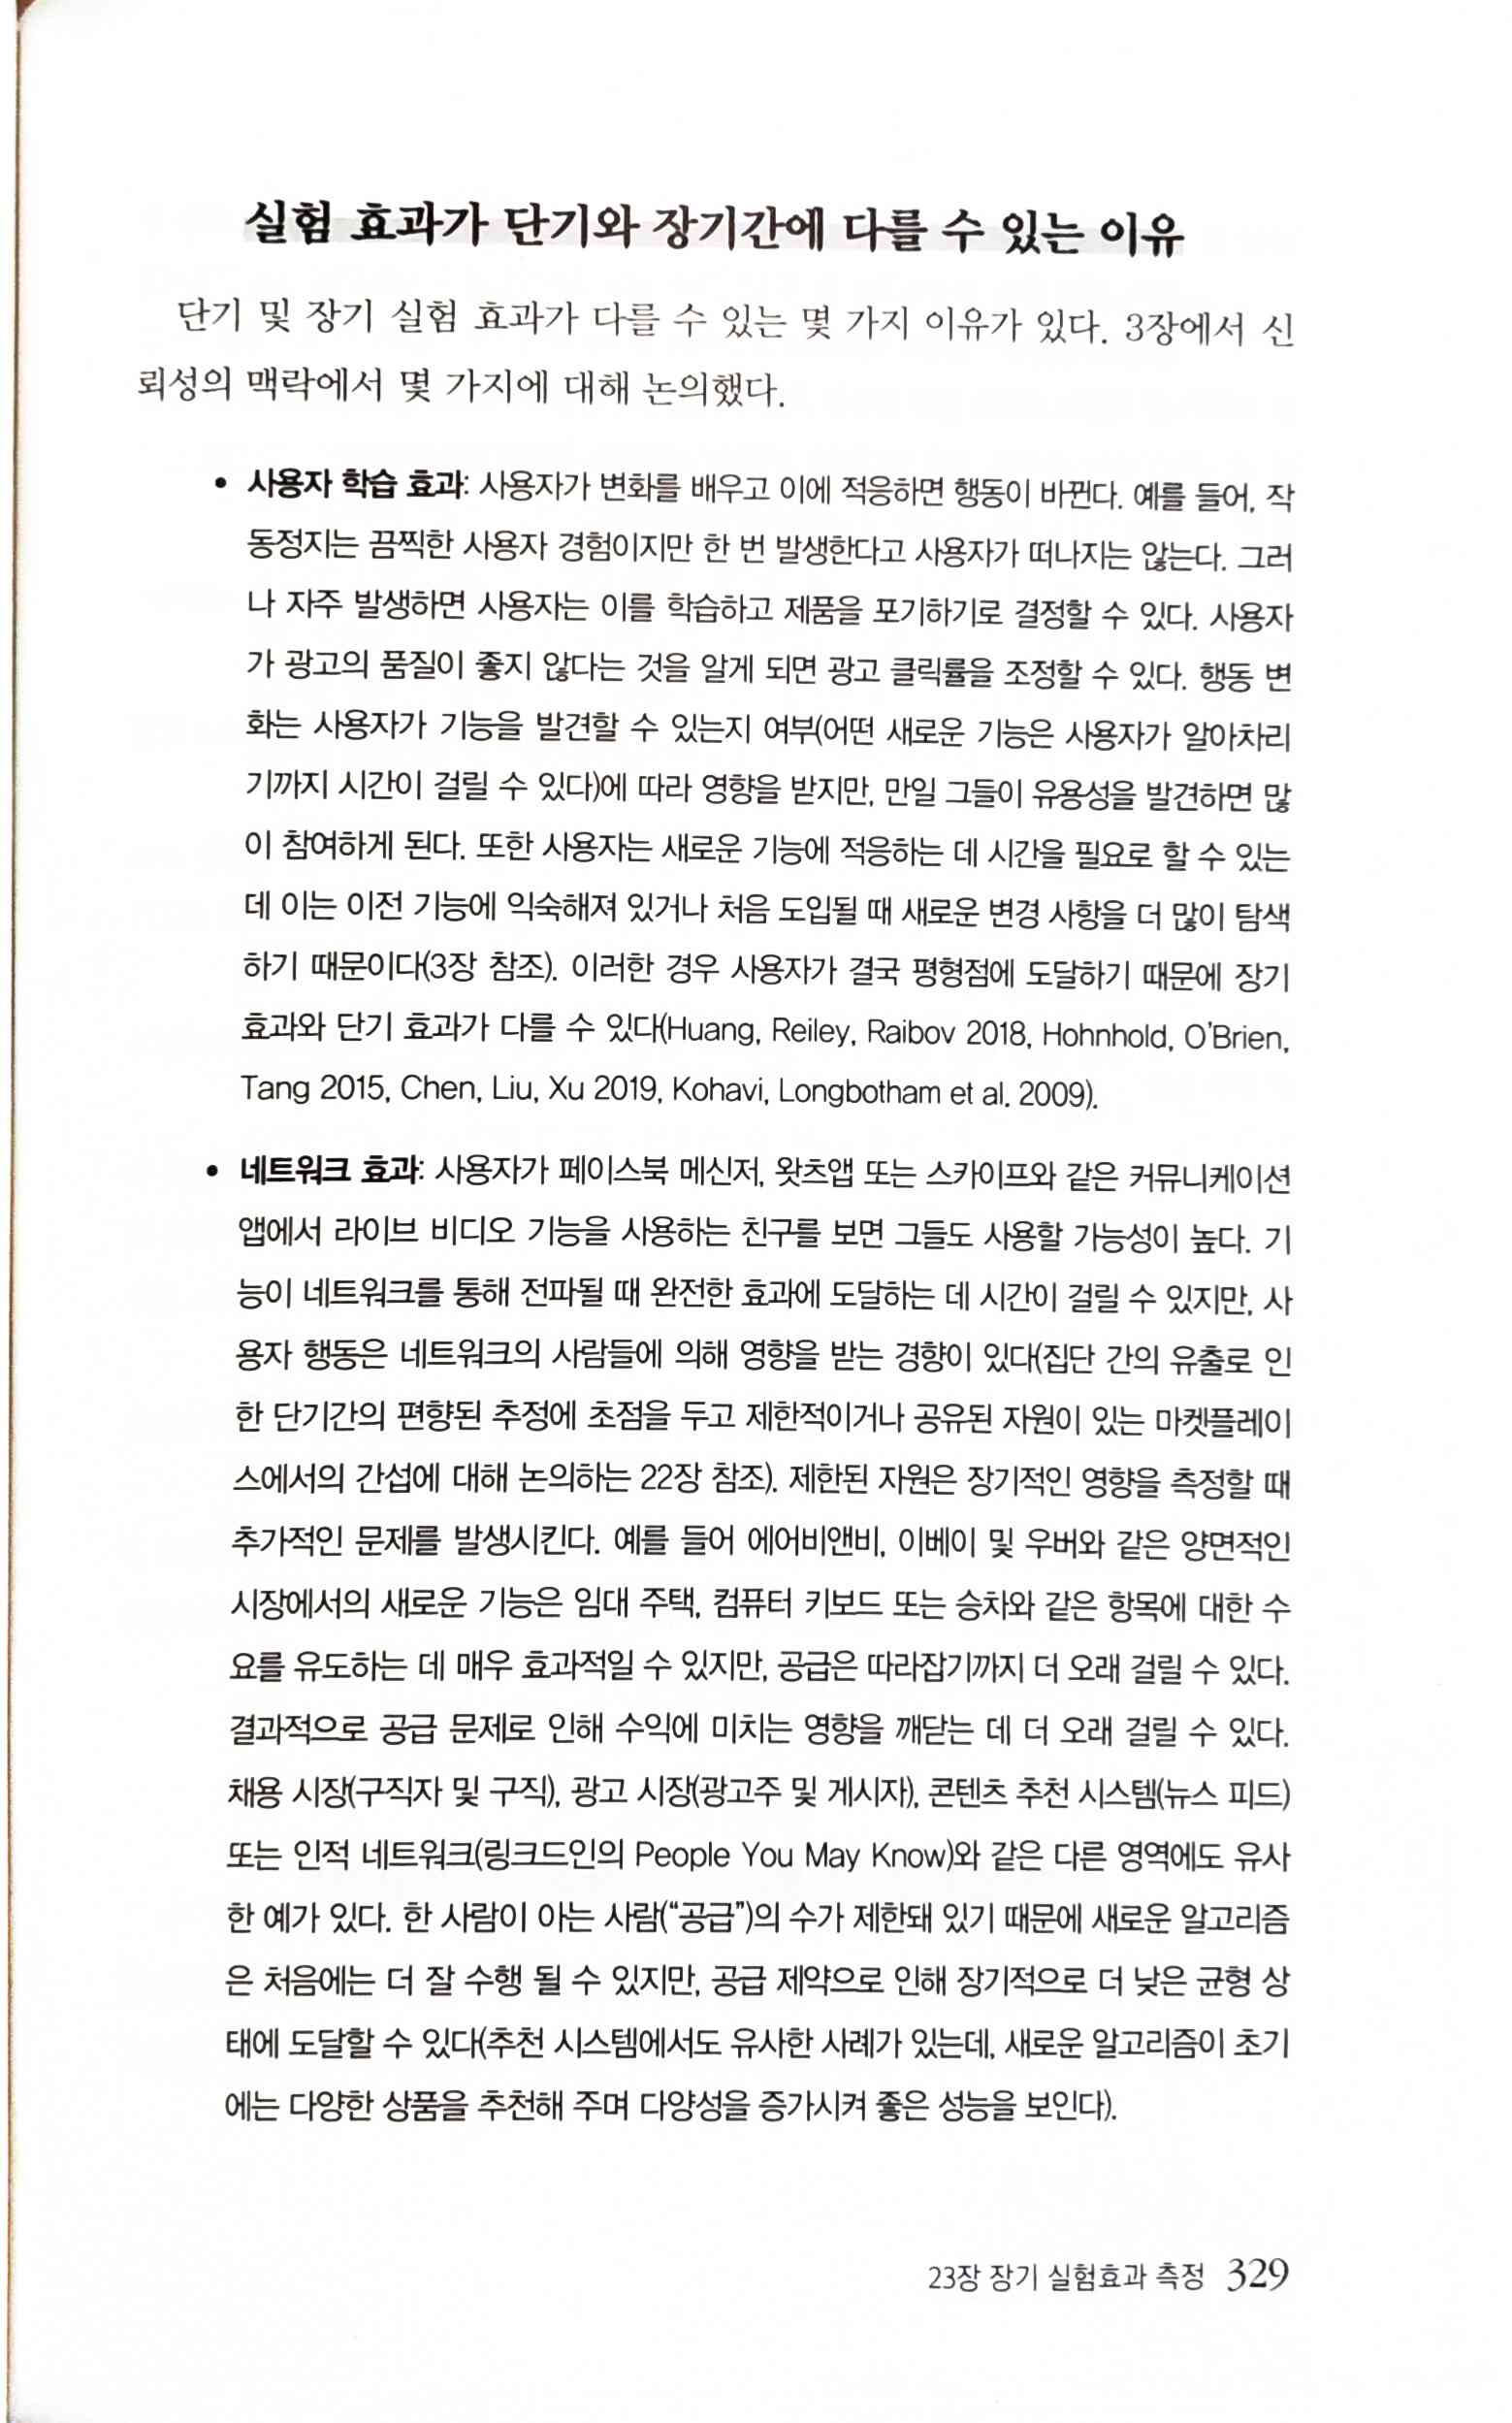 실험 효과가 단기와 장기간에 다를 수 있는 이유
단기 및 장기 실험 효과가 다를 수 있는 몇 가지 이유가 있다. 3장에서 신
뢰성의 맥락에서 몇 가지에 대해 논의했다.
• 사용자 학습 효과: 사용자가 변화를 배우고 이에 적응하면 행동이 바뀐다. 예를 들어, 작
동정지는 끔찍한 사용자 경험이지만 한 번 발생한다고 사용자가 떠나지는 않는다. 그러
나 자주 발생하면 사용자는 이를 학습하고 제품을 포기하기로 결정할 수 있다. 사용자
가 광고의 품질이 좋지 않다는 것을 알게 되면 광고 클릭률을 조정할 수 있다. 행동 변
화는 사용자가 기능을 발견할 수 있는지 여부(어떤 새로운 기능은 사용자가 알아차리
기까지 시간이 걸릴 수 있다)에 따라 영향을 받지만, 만일 그들이 유용성을 발견하면 많
이 참여하게 된다. 또한 사용자는 새로운 기능에 적응하는 데 시간을 필요로 할 수 있는
데 이는 이전 기능에 익숙해져 있거나 처음 도입될 때 새로운 변경 사항을 더 많이 탐색
하기 때문이다(3장 참조). 이러한 경우 사용자가 결국 평형점에 도달하기 때문에 장기
효과와 단기 효과가 다를 수 있다(Huang, Reiley, Raibov 2018, Hohnhold, O'Brien,
Tang 2015, Chen, Liu, Xu 2019, Kohavi, Longbotham et al. 2009).
• 네트워크 효과: 사용자가 페이스북 메신저, 왓츠앱 또는 스카이프와 같은 커뮤니케이션
앱에서 라이브 비디오 기능을 사용하는 친구를 보면 그들도 사용할 가능성이 높다. 기
능이 네트워크를 통해 전파될 때 완전한 효과에 도달하는 데 시간이 걸릴 수 있지만, 사
용자 행동은 네트워크의 사람들에 의해 영향을 받는 경향이 있다(집단 간의 유출로 인
한 단기간의 편향된 추정에 초점을 두고 제한적이거나 공유된 자원이 있는 마켓플레이
스에서의 간섭에 대해 논의하는 22장 참조). 제한된 자원은 장기적인 영향을 측정할 때
추가적인 문제를 발생시킨다. 예를 들어 에어비앤비, 이베이 및 우버와 같은 양면적인
시장에서의 새로운 기능은 임대 주택, 컴퓨터 키보드 또는 승차와 같은 항목에 대한 수
요를 유도하는 데 매우 효과적일 수 있지만, 공급은 따라잡기까지 더 오래 걸릴 수 있다.
결과적으로 공급 문제로 인해 수익에 미치는 영향을 깨닫는 데 더 오래 걸릴 수 있다.
채용 시장(구직자 및 구직), 광고 시장(광고주 및 게시자), 콘텐츠 추천 시스템(뉴스 피드)
또는 인적 네트워크(링크드인의 People You May Know)와 같은 다른 영역에도 유사
한 예가 있다. 한 사람이 아는 사람("공급")의 수가 제한돼 있기 때문에 새로운 알고리즘
은 처음에는 더 잘 수행 될 수 있지만, 공급 제약으로 인해 장기적으로 더 낮은 균형 상
태에 도달할 수 있다(추천 시스템에서도 유사한 사례가 있는데, 새로운 알고리즘이 초기
에는 다양한 상품을 추천해 주며 다양성을 증가시켜 좋은 성능을 보인다).
23장 장기 실험효과 측정 329